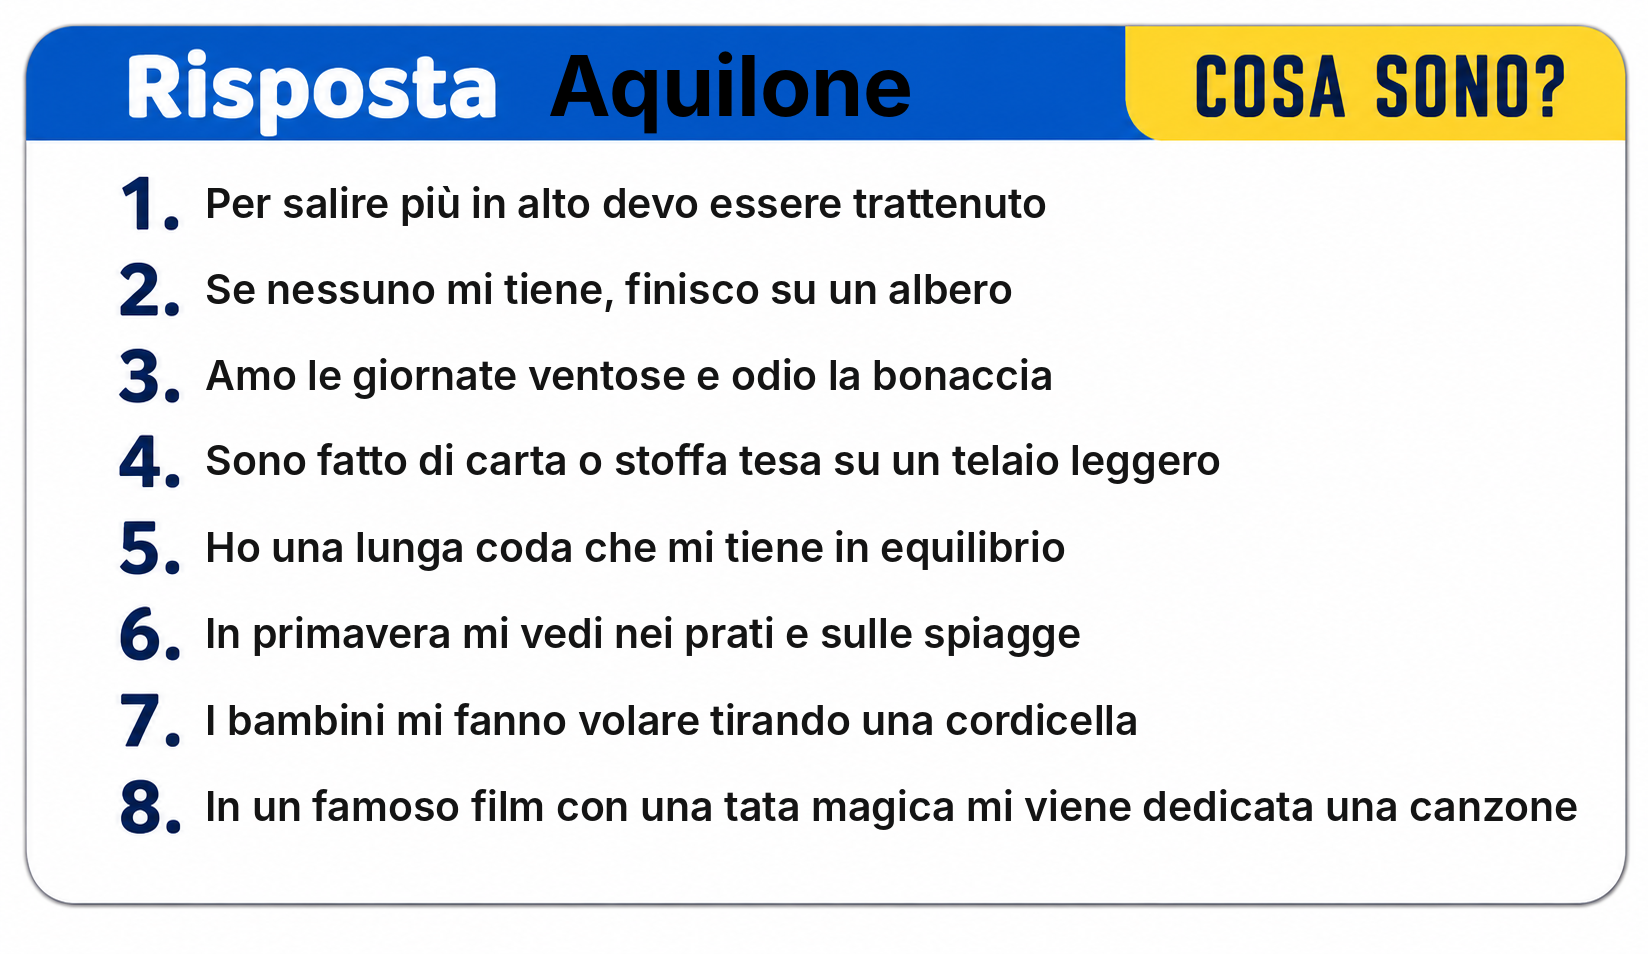 Risposta Aquilone COSA SONO?
1. Per salire più in alto devo essere trattenuto
2. Se nessuno mi tiene, finisco su un albero
3. Amo le giornate ventose e odio la bonaccia
4. Sono fatto di carta o stoffa tesa su un telaio leggero
5. Ho una lunga coda che mi tiene in equilibrio
6. In primavera mi vedi nei prati e sulle spiagge
7. I bambini mi fanno volare tirando una cordicella
8. In un famoso film con una tata magica mi viene dedicata una canzone